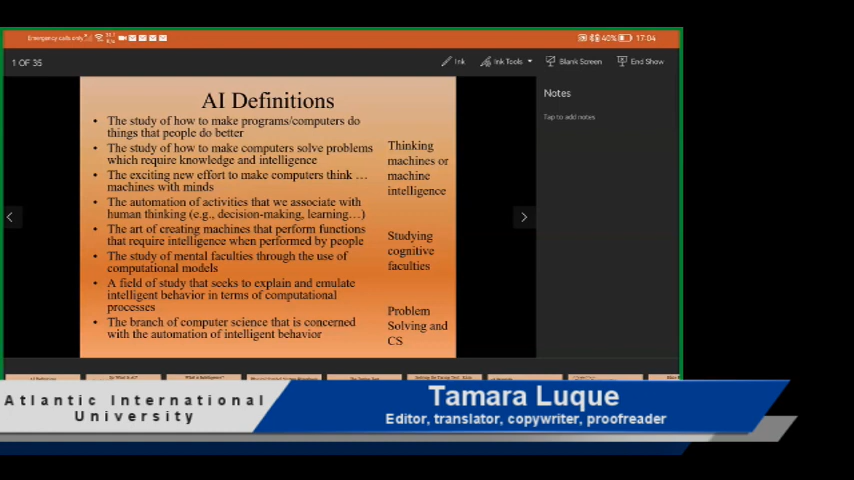 Emergency calls only
40%
17:04
1 OF 35
Ink
Ink Tools
Blank Screen
End Show
AI Definitions
• The study of how to make programs/computers do
things that people do better
• The study of how to make computers solve problems
which require knowledge and intelligence
• The exciting new effort to make computers think …
machines with minds
• The automation of activities that we associate with
human thinking (e.g., decision-making, learning…)
• The art of creating machines that perform functions
that require intelligence when performed by people
• The study of mental faculties through the use of
computational models
• A field of study that seeks to explain and emulate
intelligent behavior in terms of computational
processes
• The branch of computer science that is concerned
with the automation of intelligent behavior
Thinking
machines or
machine
intelligence
Studying
cognitive
faculties
Problem
Solving and
CS
Notes
Tap to add notes
Atlantic International
University
Tamara Luque
Editor, translator, copywriter, proofreader